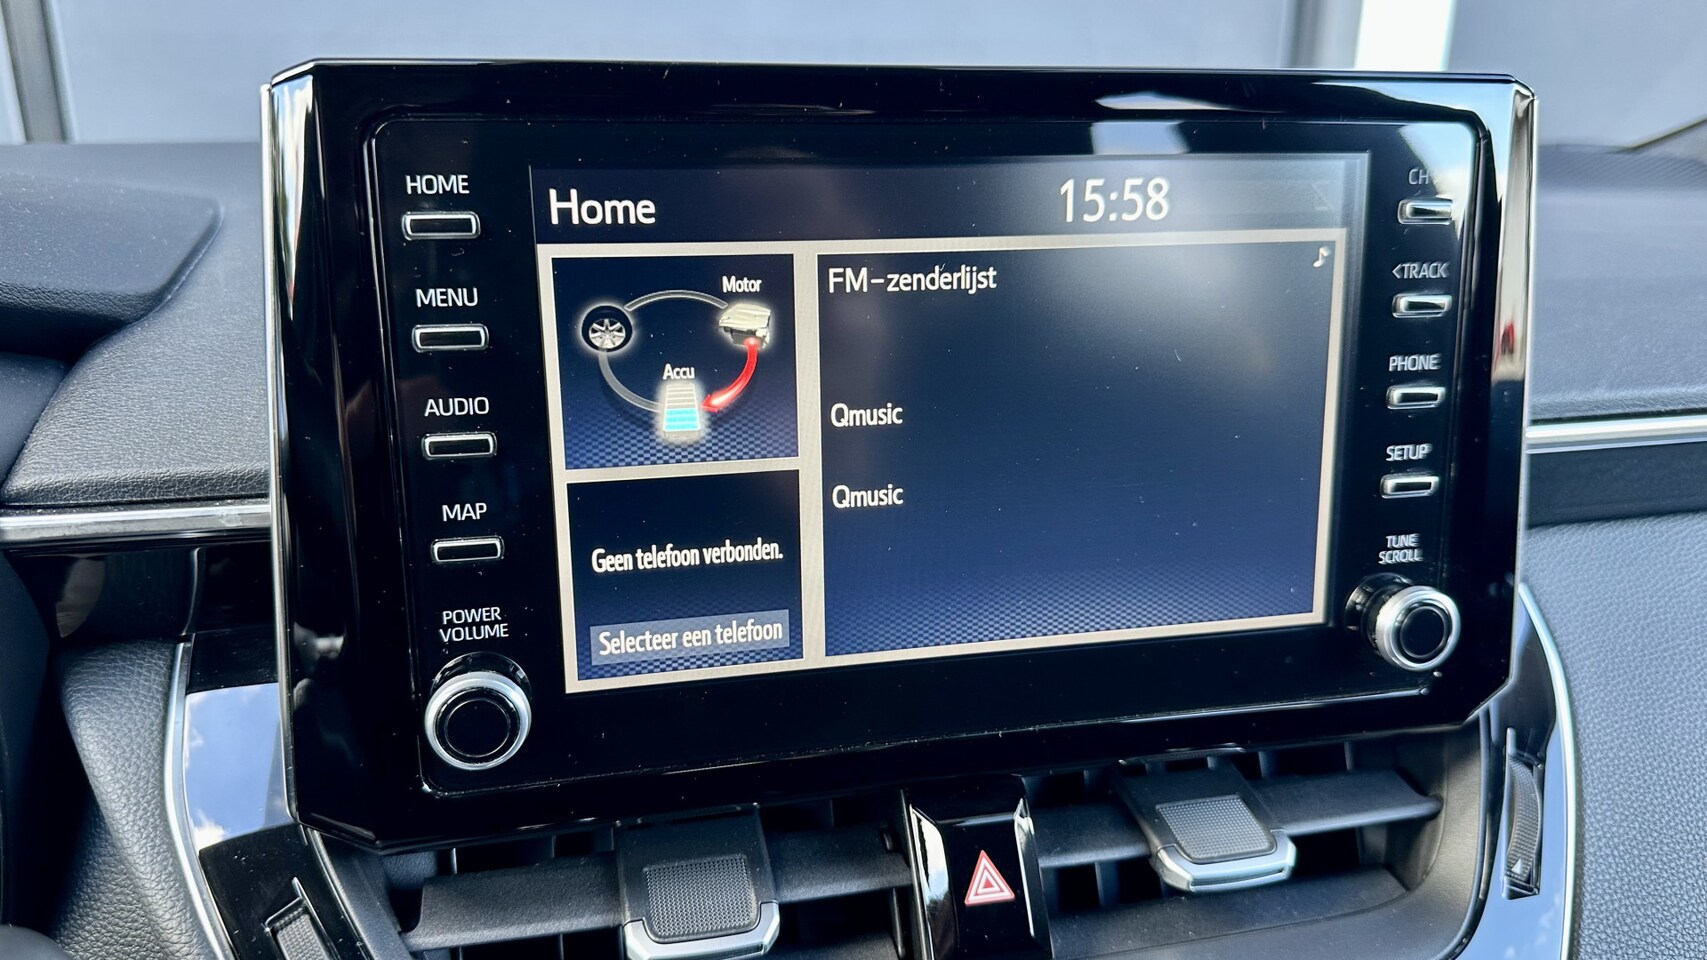 HOME
MENU
AUDIO
MAP
POWER
VOLUME
Home
15:58
Motor
Accu
Geen telefoon verbonden.
Selecteer een telefoon
FM-zenderlijst
Qmusic
Qmusic
CH
<TRACK
PHONE
SETUP
TUNE
SCROLL